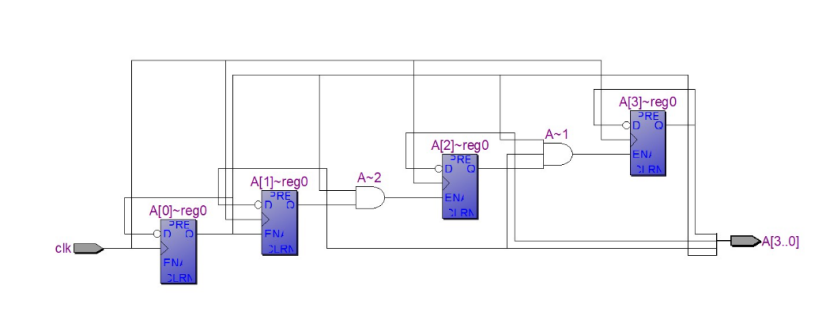 A[3]~reg0
PRE
D Q
ENA
CLRN
A~1
A[2]~reg0
PRE
D Q
ENA
CLRN
A~2
A[1]~reg0
PRE
D Q
ENA
CLRN
A[0]~reg0
PRE
D Q
ENA
CLRN
clk
A[3..0]